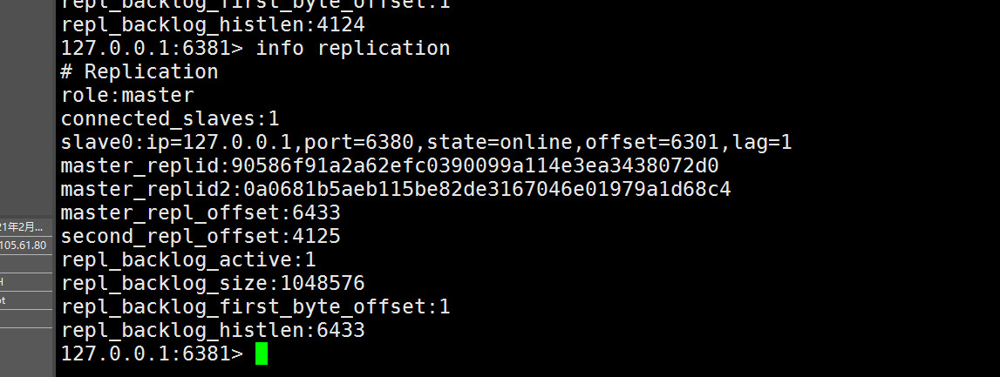 repl_backlog_first_byte_offset:1
repl_backlog_histlen:4124
127.0.0.1:6381> info replication
# Replication
role:master
connected_slaves:1
slave0:ip=127.0.0.1,port=6380,state=online,offset=6301,lag=1
master_replid:90586f91a2a62efc0390099a114e3ea3438072d0
master_replid2:0a0681b5aeb115be82de3167046e01979a1d68c4
master_repl_offset:6433
second_repl_offset:4125
repl_backlog_active:1
repl_backlog_size:1048576
repl_backlog_first_byte_offset:1
repl_backlog_histlen:6433
127.0.0.1:6381>
21年2月...
105.61.80
H
ot